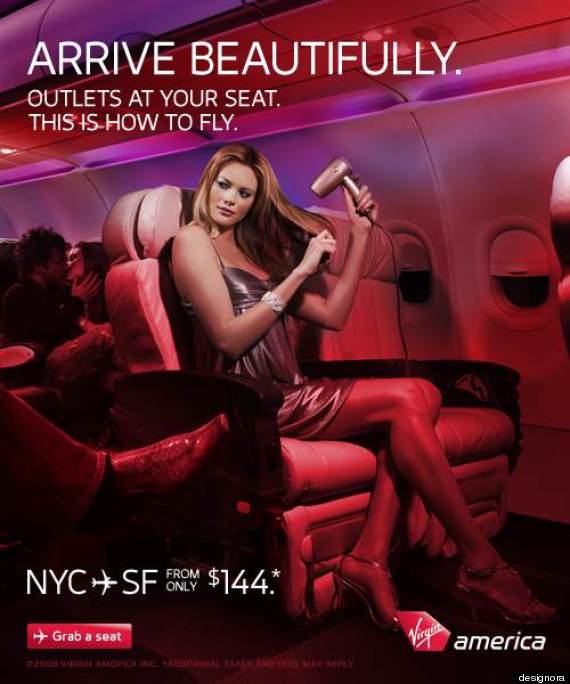 ARRIVE BEAUTIFULLY.
OUTLETS AT YOUR SEAT.
THIS IS HOW TO FLY.
NYC✈SF FROM ONLY $144.*
Grab a seat
Virgin america
©2008 VIRGIN AMERICA INC. *ADDITIONAL TAXES AND FEES MAY APPLY.
designora